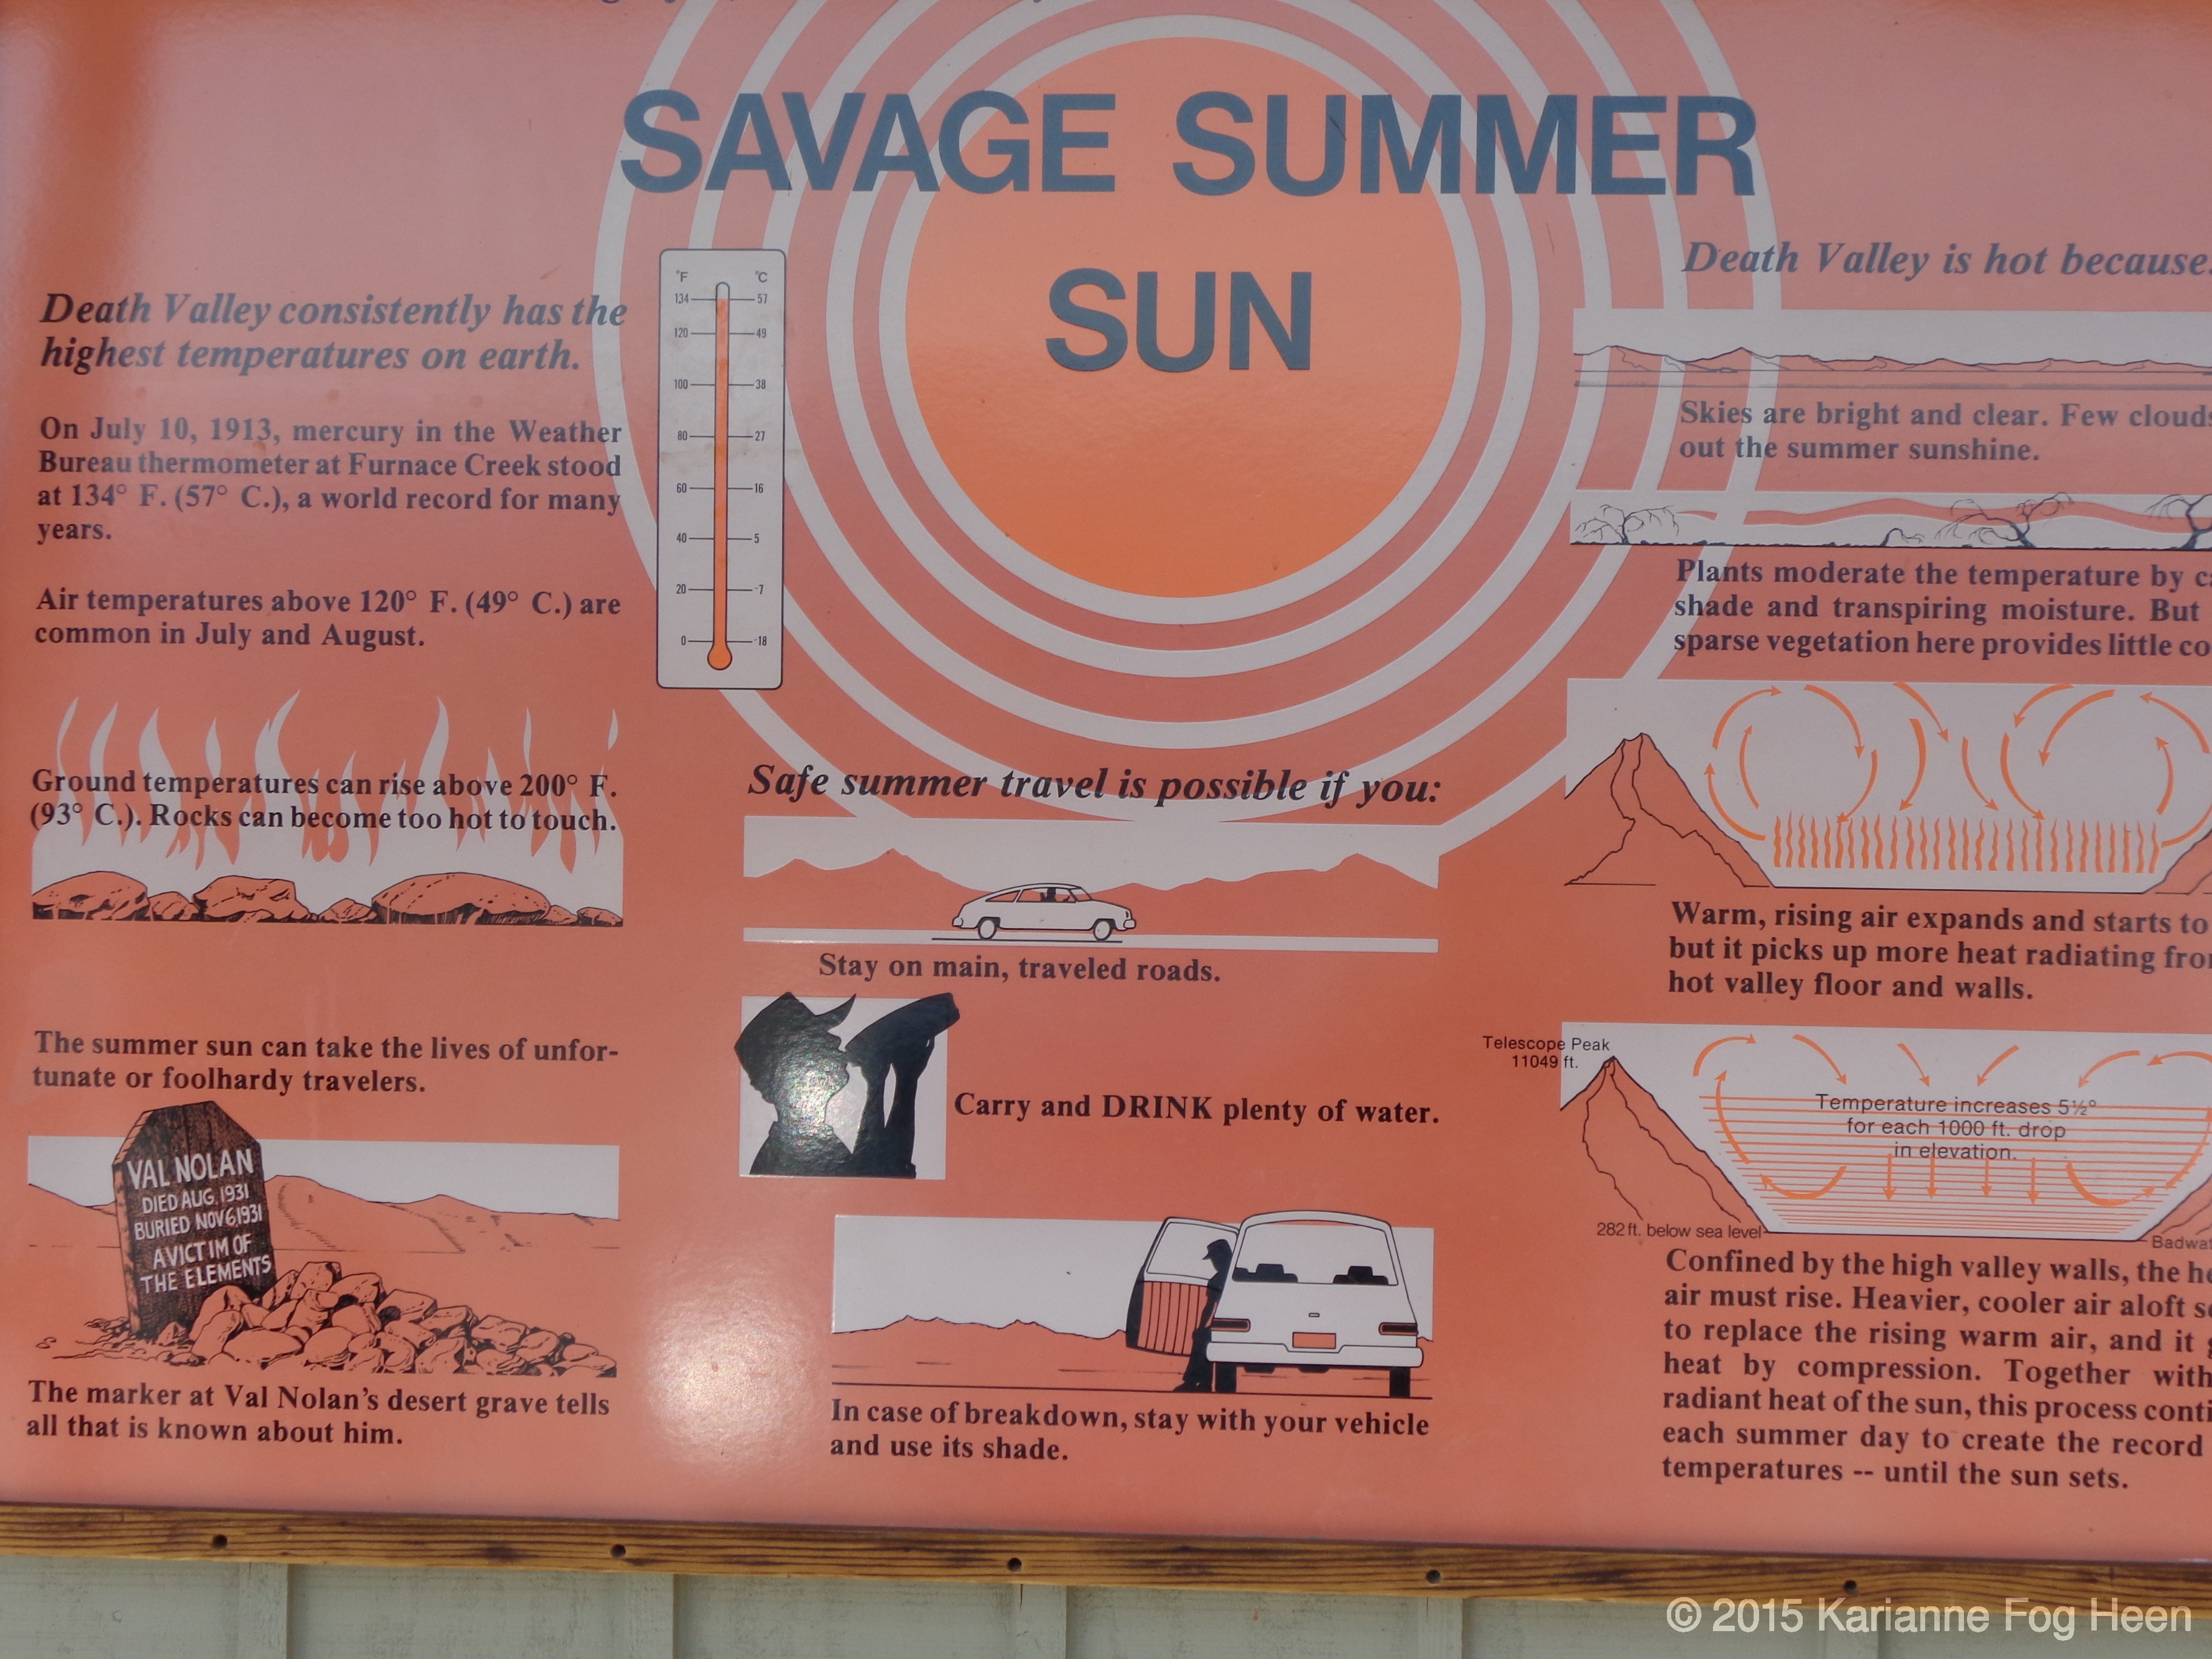 SAVAGE SUMMER
SUN
Death Valley consistently has the
highest temperatures on earth.
On July 10, 1913, mercury in the Weather
Bureau thermometer at Furnace Creek stood
at 134° F. (57° C.), a world record for many
years.
Air temperatures above 120° F. (49° C.) are
common in July and August.
Ground temperatures can rise above 200° F.
(93° C.). Rocks can become too hot to touch.
The summer sun can take the lives of unfor-
tunate or foolhardy travelers.
VAL NOLAN
DIED AUG. 1931
BURIED NOV 6 1931
A VICTIM OF
THE ELEMENTS
The marker at Val Nolan's desert grave tells
all that is known about him.
°F °C
134 57
120 49
100 38
80 27
60 16
40 5
20 -7
0 -18
Safe summer travel is possible if you:
Stay on main, traveled roads.
Carry and DRINK plenty of water.
In case of breakdown, stay with your vehicle
and use its shade.
Death Valley is hot because
Skies are bright and clear. Few clouds
out the summer sunshine.
Plants moderate the temperature by
shade and transpiring moisture. But
sparse vegetation here provides little
Warm, rising air expands and starts to
but it picks up more heat radiating
hot valley floor and walls.
Telescope Peak
11049 ft.
Temperature increases 5½°
for each 1000 ft. drop
in elevation.
282 ft. below sea level
Confined by the high valley walls, the
air must rise. Heavier, cooler air aloft
to replace the rising warm air, and it
heat by compression. Together with
radiant heat of the sun, this process
each summer day to create the record
temperatures -- until the sun sets.
© 2015 Karianne Fog Heen